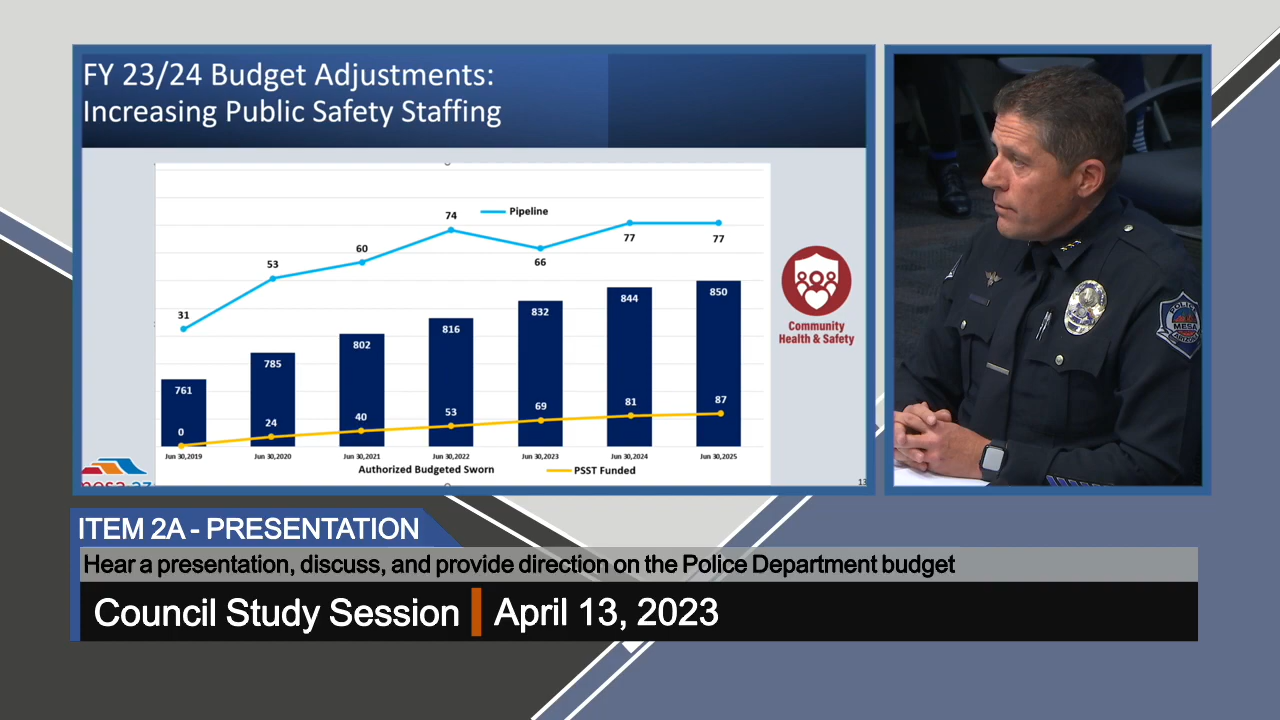 FY 23/24 Budget Adjustments:
Increasing Public Safety Staffing
Pipeline
31
53
60
74
66
77
77
761
785
802
816
832
844
850
0
24
40
53
69
81
87
Jun 30,2019
Jun 30,2020
Jun 30,2021
Jun 30,2022
Jun 30,2023
Jun 30,2024
Jun 30,2025
Authorized Budgeted Sworn
PSST Funded
Community
Health & Safety
13
POLICE
MESA
ARIZONA
ITEM 2A - PRESENTATION
Hear a presentation, discuss, and provide direction on the Police Department budget
Council Study Session
April 13, 2023